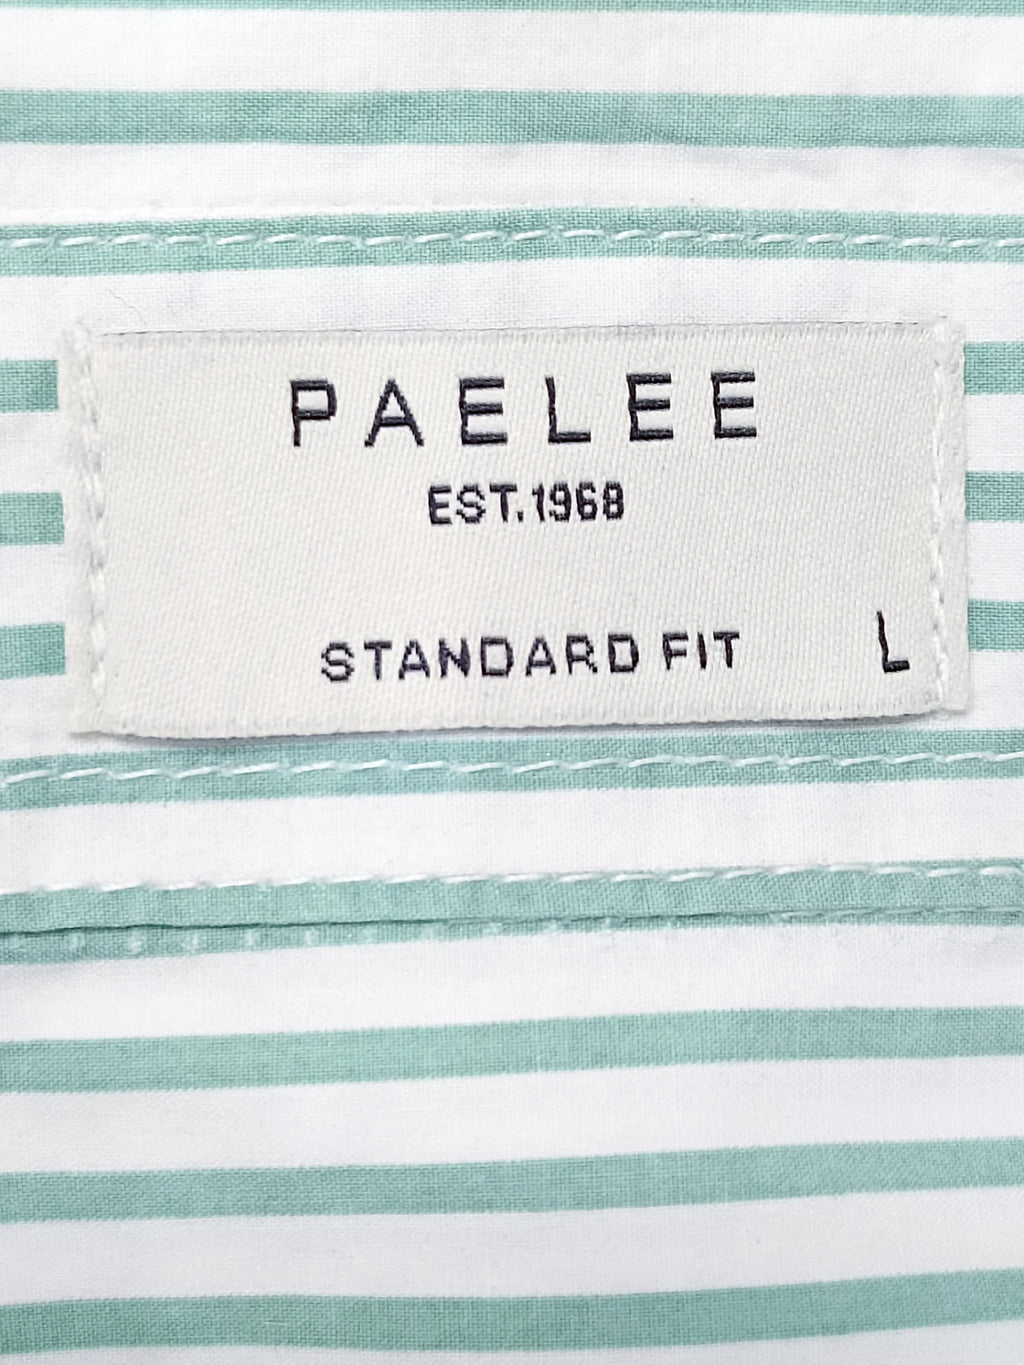 PAELEE
EST.1968
STANDARD FIT L